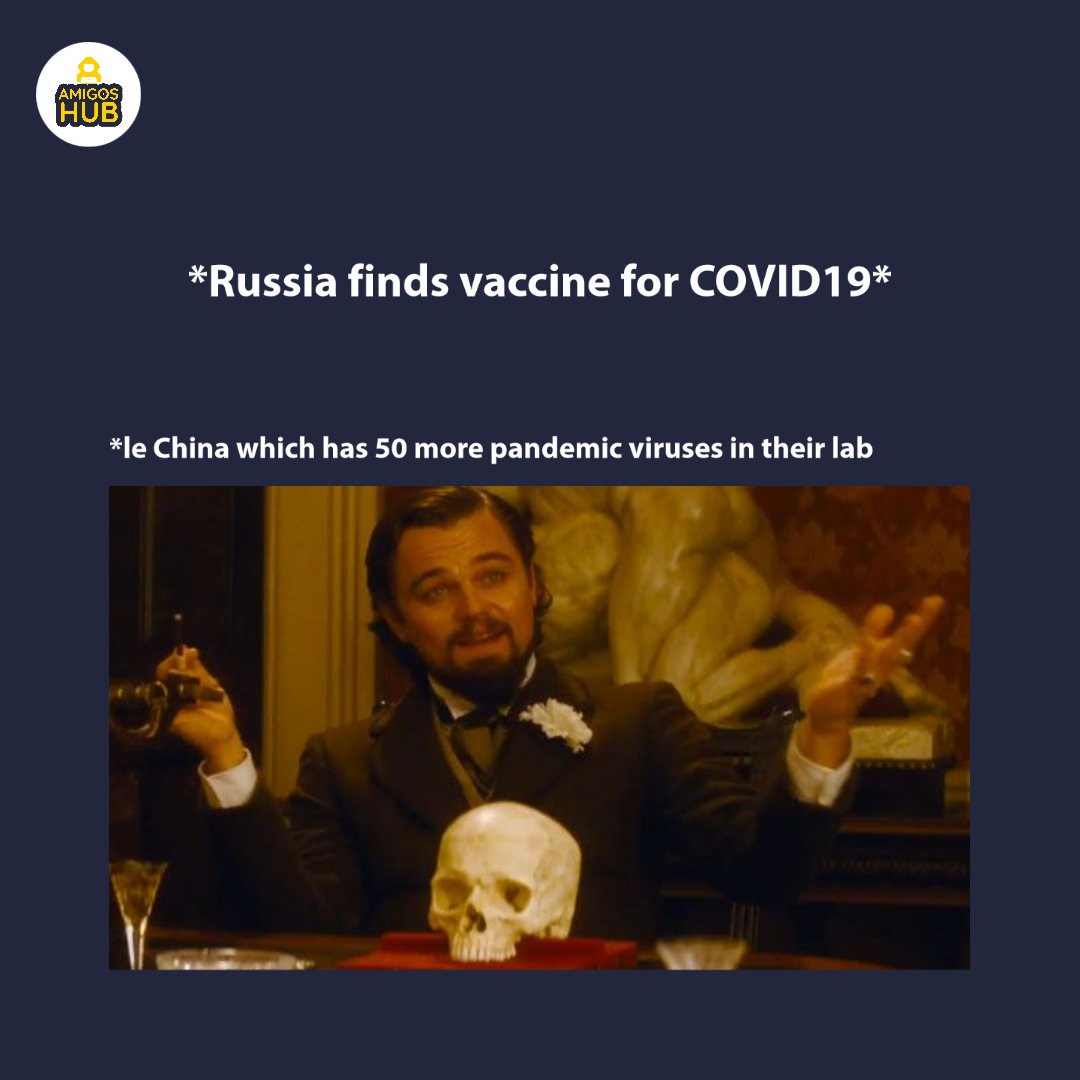 AMIGOS
HUB
*Russia finds vaccine for COVID19*
*le China which has 50 more pandemic viruses in their lab